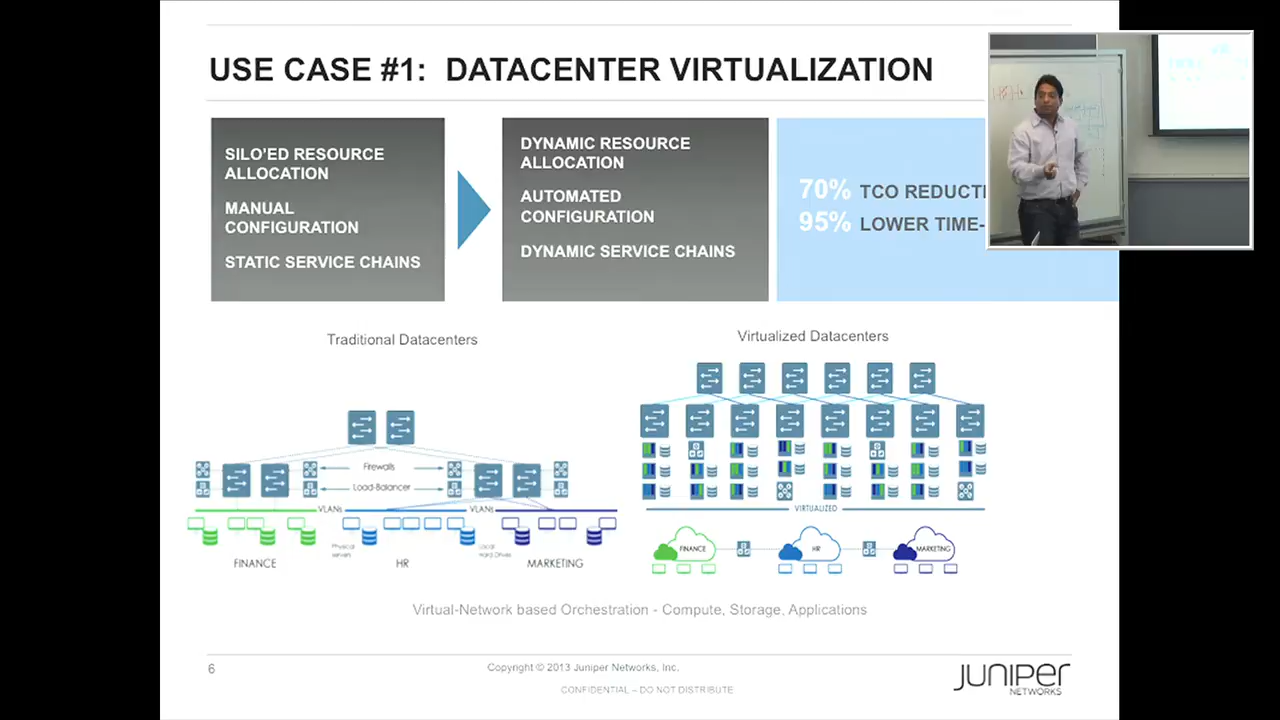 USE CASE #1: DATACENTER VIRTUALIZATION
SILO'ED RESOURCE
ALLOCATION
MANUAL
CONFIGURATION
STATIC SERVICE CHAINS
DYNAMIC RESOURCE
ALLOCATION
AUTOMATED
CONFIGURATION
DYNAMIC SERVICE CHAINS
70% TCO REDUCTI
95% LOWER TIME-
Traditional Datacenters
Virtualized Datacenters
Firewalls
Load-Balancer
VLANs
VLANs
Physical
servers
Local
Hard Drives
FINANCE
HR
MARKETING
VIRTUALIZED
FINANCE
HR
MARKETING
Virtual-Network based Orchestration - Compute, Storage, Applications
6
Copyright © 2013 Juniper Networks, Inc.
CONFIDENTIAL – DO NOT DISTRIBUTE
JUNIPER
NETWORKS